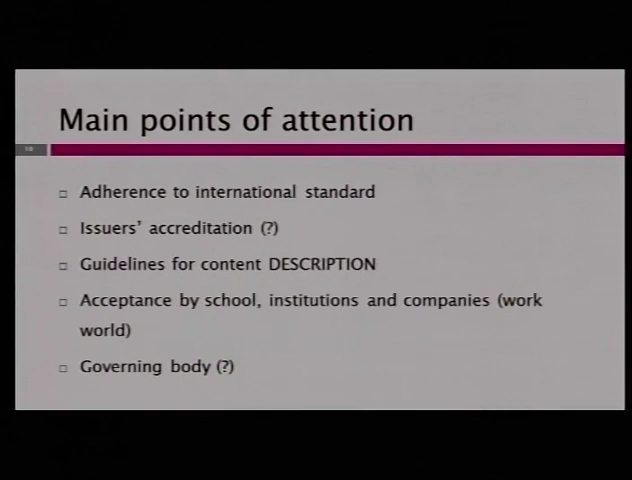 Main points of attention
Adherence to international standard
Issuers' accreditation (?)
Guidelines for content DESCRIPTION
Acceptance by school, institutions and companies (work
world)
Governing body (?)